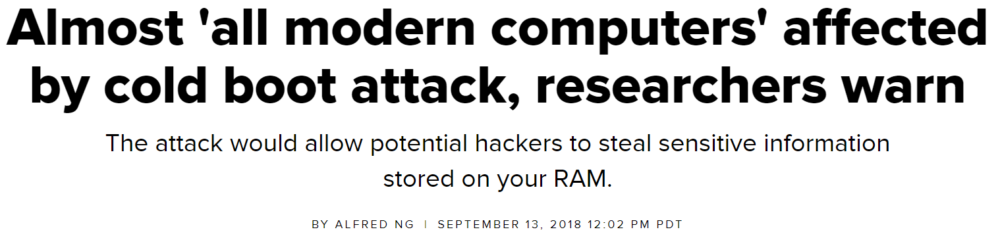 Almost 'all modern computers' affected
by cold boot attack, researchers warn
The attack would allow potential hackers to steal sensitive information
stored on your RAM.
BY ALFRED NG | SEPTEMBER 13, 2018 12:02 PM PDT